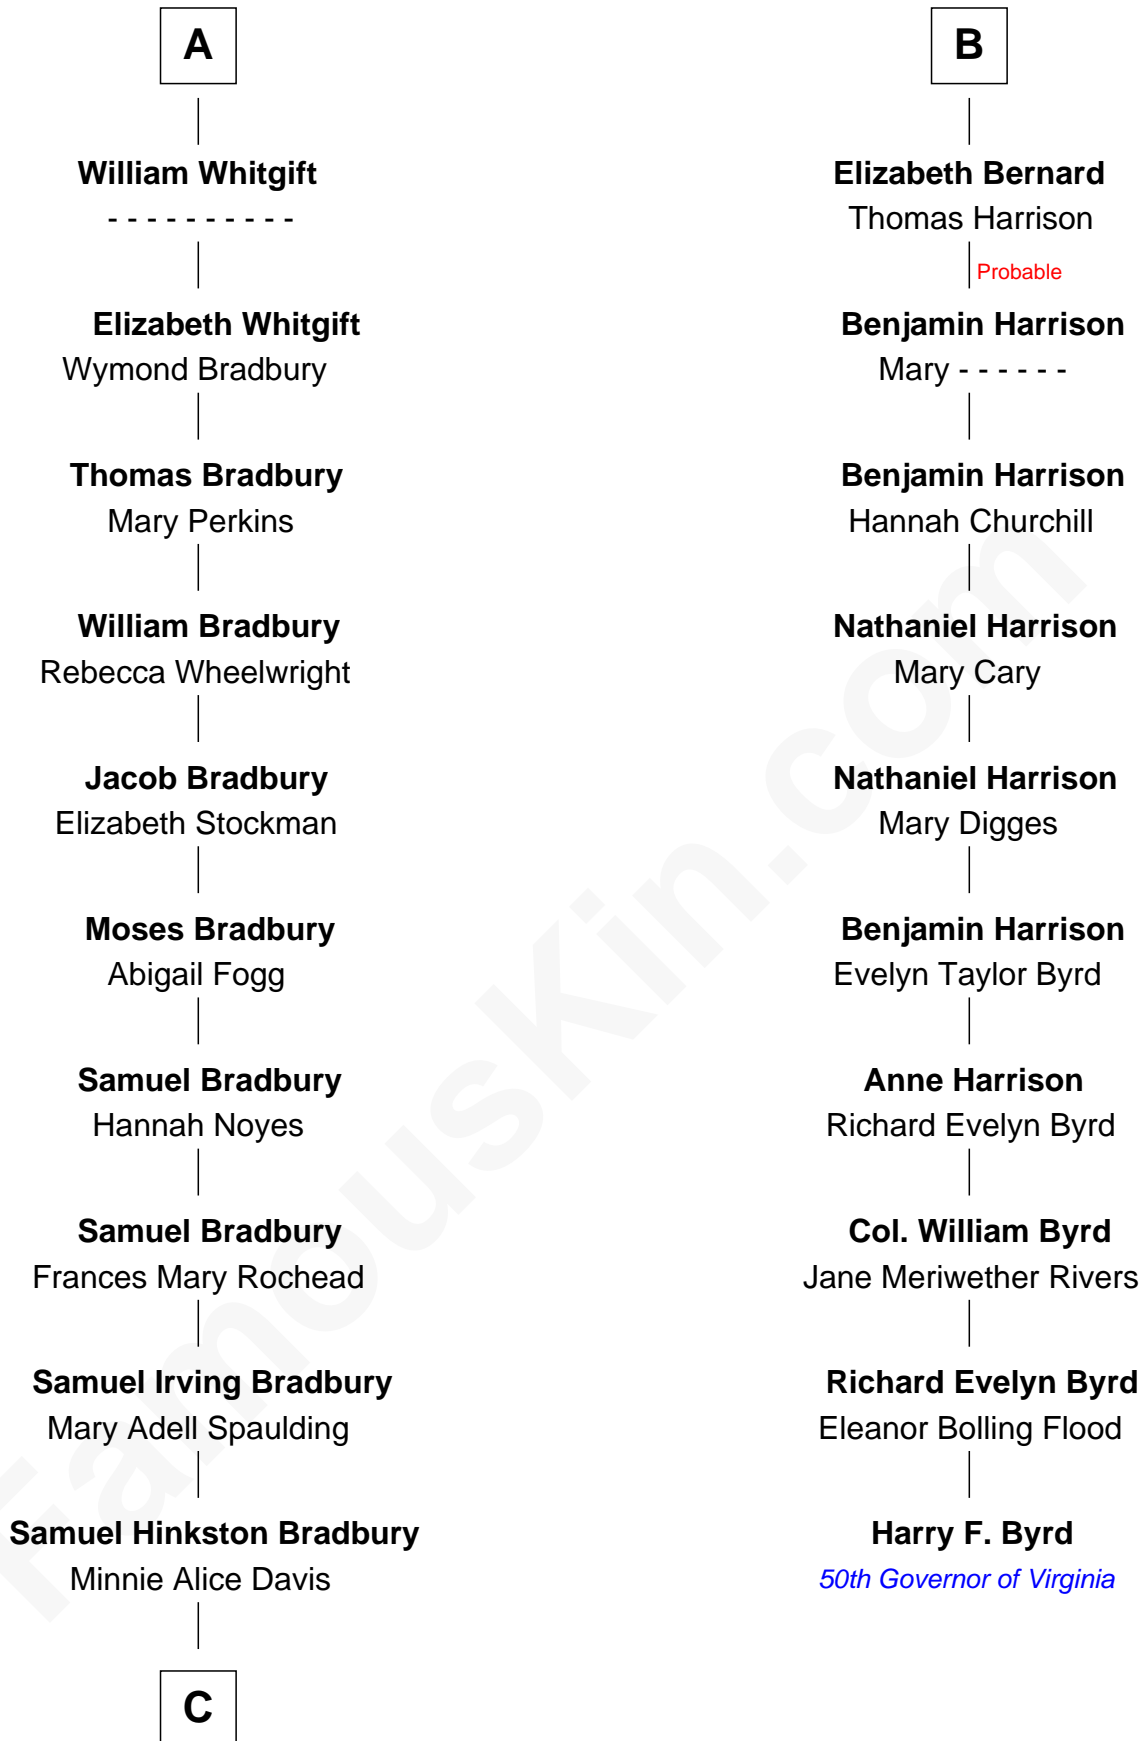 A
William Whitgift
- - - - - - - - - -
Elizabeth Whitgift
Wymond Bradbury
Thomas Bradbury
Mary Perkins
William Bradbury
Rebecca Wheelwright
Jacob Bradbury
Elizabeth Stockman
Moses Bradbury
Abigail Fogg
Samuel Bradbury
Hannah Noyes
Samuel Bradbury
Frances Mary Rochead
Samuel Irving Bradbury
Mary Adell Spaulding
Samuel Hinkston Bradbury
Minnie Alice Davis
C
B
Elizabeth Bernard
Thomas Harrison
Probable
Benjamin Harrison
Mary - - - - - -
Benjamin Harrison
Hannah Churchill
Nathaniel Harrison
Mary Cary
Nathaniel Harrison
Mary Digges
Benjamin Harrison
Evelyn Taylor Byrd
Anne Harrison
Richard Evelyn Byrd
Col. William Byrd
Jane Meriwether Rivers
Richard Evelyn Byrd
Eleanor Bolling Flood
Harry F. Byrd
50th Governor of Virginia
FamousKin.com